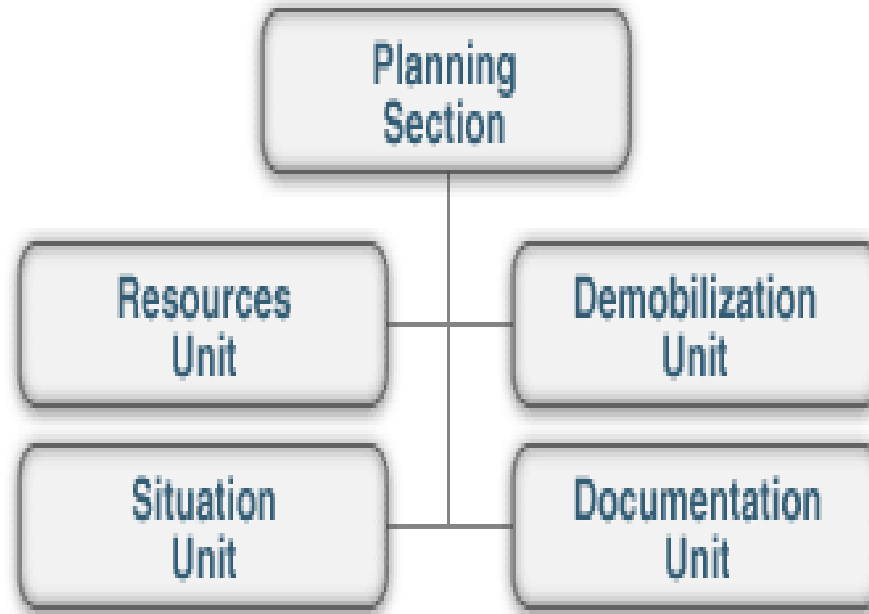 Planning
Section
Resources
Unit
Demobilization
Unit
Situation
Unit
Documentation
Unit